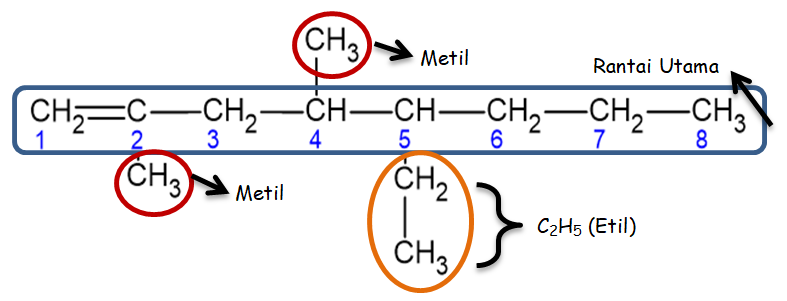 CH3
Metil
Rantai Utama
CH2=C—CH2—CH—CH—CH2—CH2—CH3
1 2 3 4 5 6 7 8
CH3
Metil
CH2
C2H5 (Etil)
CH3